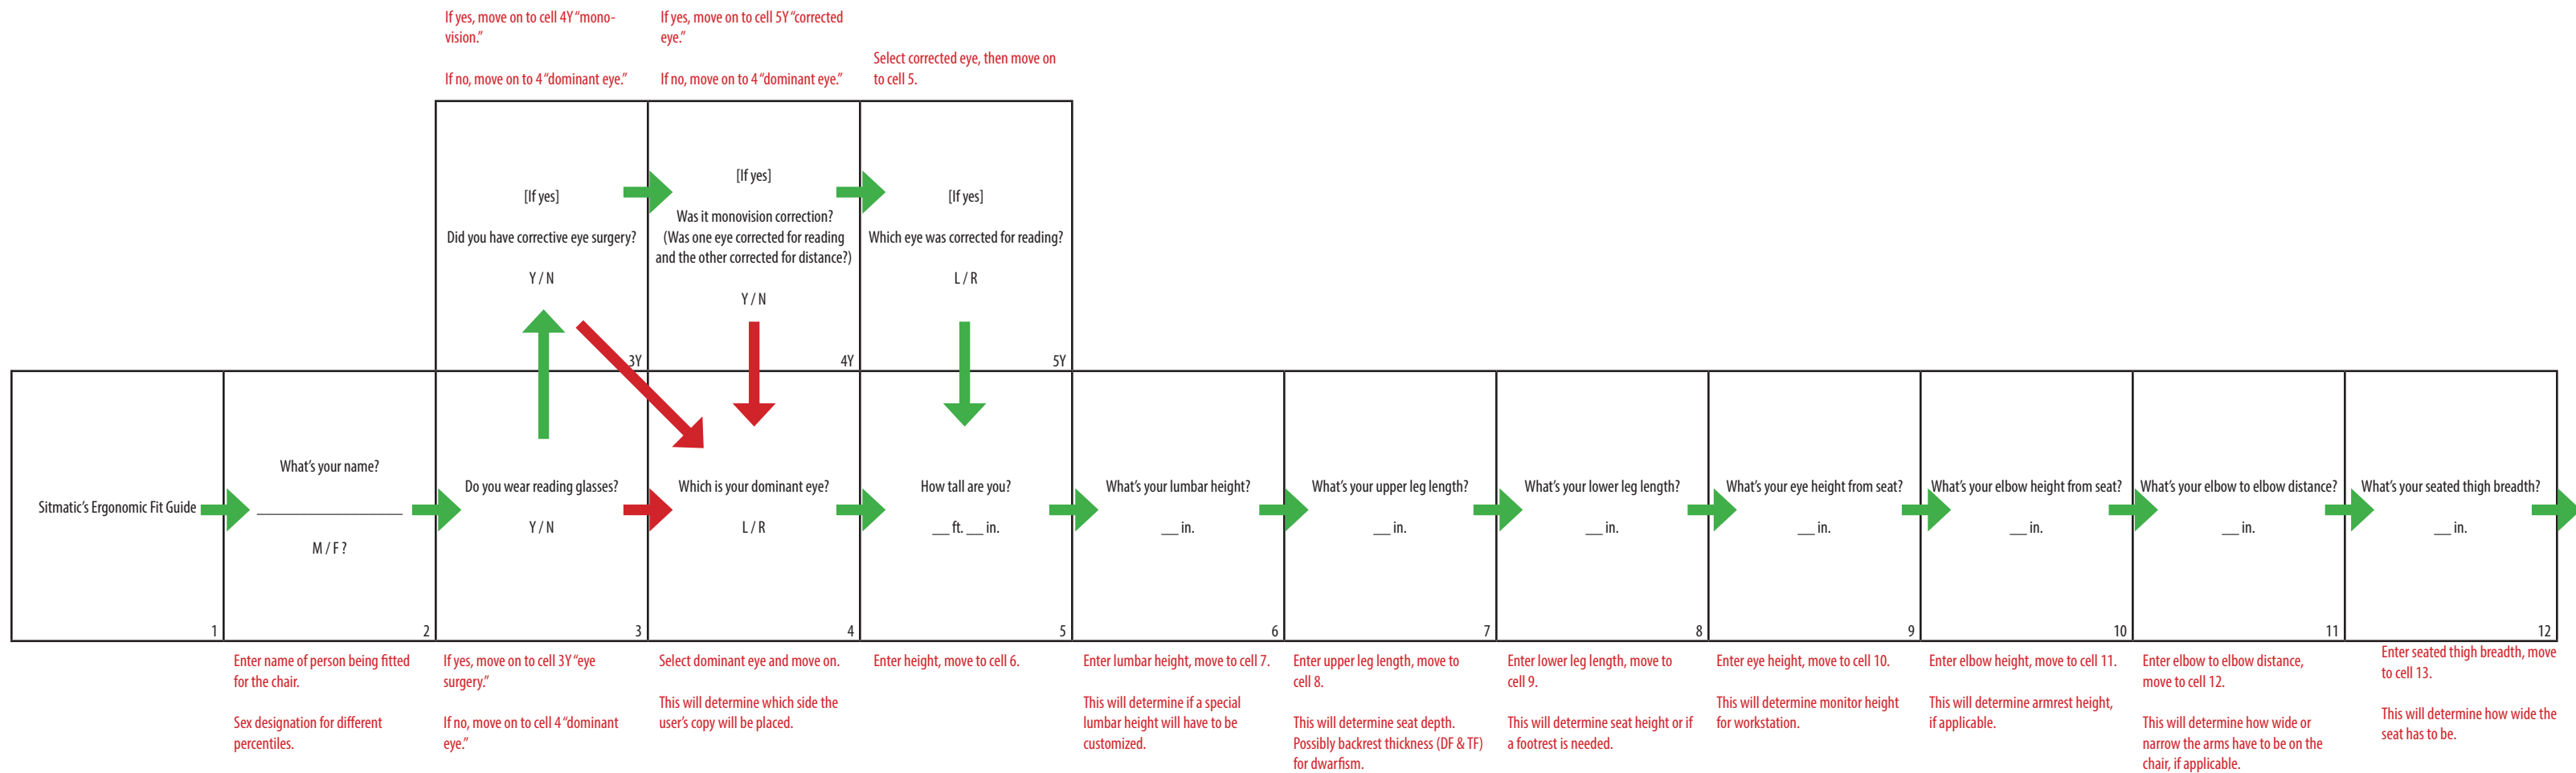 If yes, move on to cell 4Y “mono-
vision.”
If no, move on to 4 “dominant eye.”
If yes, move on to cell 5Y “corrected
eye.”
If no, move on to 4 “dominant eye.”
Select corrected eye, then move on
to cell 5.
[If yes]
Did you have corrective eye surgery?
Y / N
3Y
[If yes]
Was it monovision correction?
(Was one eye corrected for reading
and the other corrected for distance?)
Y / N
4Y
[If yes]
Which eye was corrected for reading?
L / R
5Y
Sitmatic’s Ergonomic Fit Guide
1
What’s your name?
__________________
M / F ?
2
Do you wear reading glasses?
Y / N
3
Which is your dominant eye?
L / R
4
How tall are you?
__ ft. __ in.
5
What’s your lumbar height?
__ in.
6
What’s your upper leg length?
__ in.
7
What’s your lower leg length?
__ in.
8
What’s your eye height from seat?
__ in.
9
What’s your elbow height from seat?
__ in.
10
What’s your elbow to elbow distance?
__ in.
11
What’s your seated thigh breadth?
__ in.
12
Enter name of person being fitted
for the chair.
Sex designation for different
percentiles.
If yes, move on to cell 3Y “eye
surgery.”
If no, move on to cell 4 “dominant
eye.”
Select dominant eye and move on.
This will determine which side the
user’s copy will be placed.
Enter height, move to cell 6.
Enter lumbar height, move to cell 7.
This will determine if a special
lumbar height will have to be
customized.
Enter upper leg length, move to
cell 8.
This will determine seat depth.
Possibly backrest thickness (DF & TF)
for dwarfism.
Enter lower leg length, move to
cell 9.
This will determine seat height or if
a footrest is needed.
Enter eye height, move to cell 10.
This will determine monitor height
for workstation.
Enter elbow height, move to cell 11.
This will determine armrest height,
if applicable.
Enter elbow to elbow distance,
move to cell 12.
This will determine how wide or
narrow the arms have to be on the
chair, if applicable.
Enter seated thigh breadth, move
to cell 13.
This will determine how wide the
seat has to be.